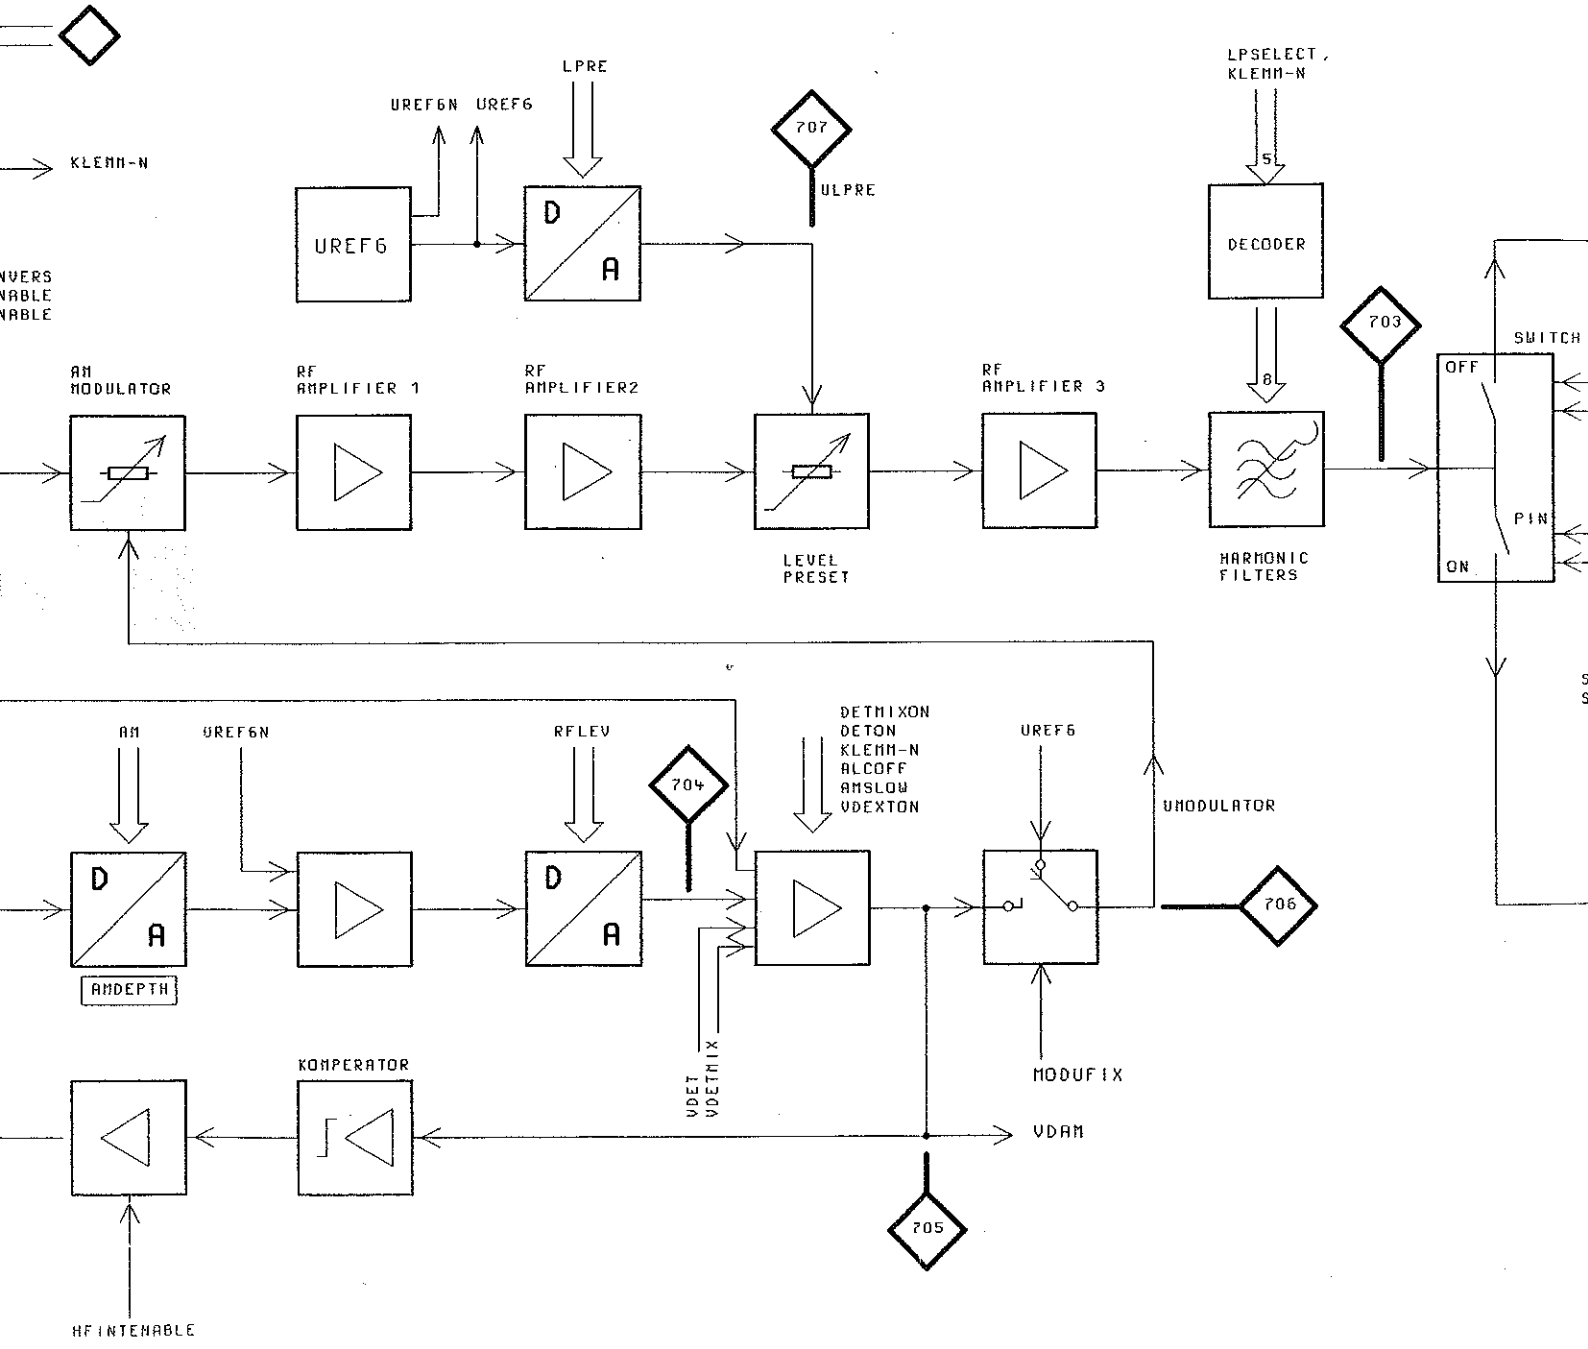 LPRE
LPSELECT,
KLEMM-N
UREF6N UREF6
707
KLEMM-N
ULPRE
5
UREF6
D
A
DECODER
NVERS
NABLE
NABLE
703
SWITCH
OFF
AM
MODULATOR
RF
AMPLIFIER 1
RF
AMPLIFIER2
RF
AMPLIFIER 3
8
PIN
ON
LEVEL
PRESET
HARMONIC
FILTERS
S
S
AM
UREF6N
RFLEV
704
DETMIXON
DETON
KLEMM-N
ALCOFF
AMSLOW
VDEXTON
UREF6
UMODULATOR
D
A
D
A
706
AMDEPTH
KOMPERATOR
VDET
VDETMIX
MODUFIX
VDAM
705
HFINTENABLE